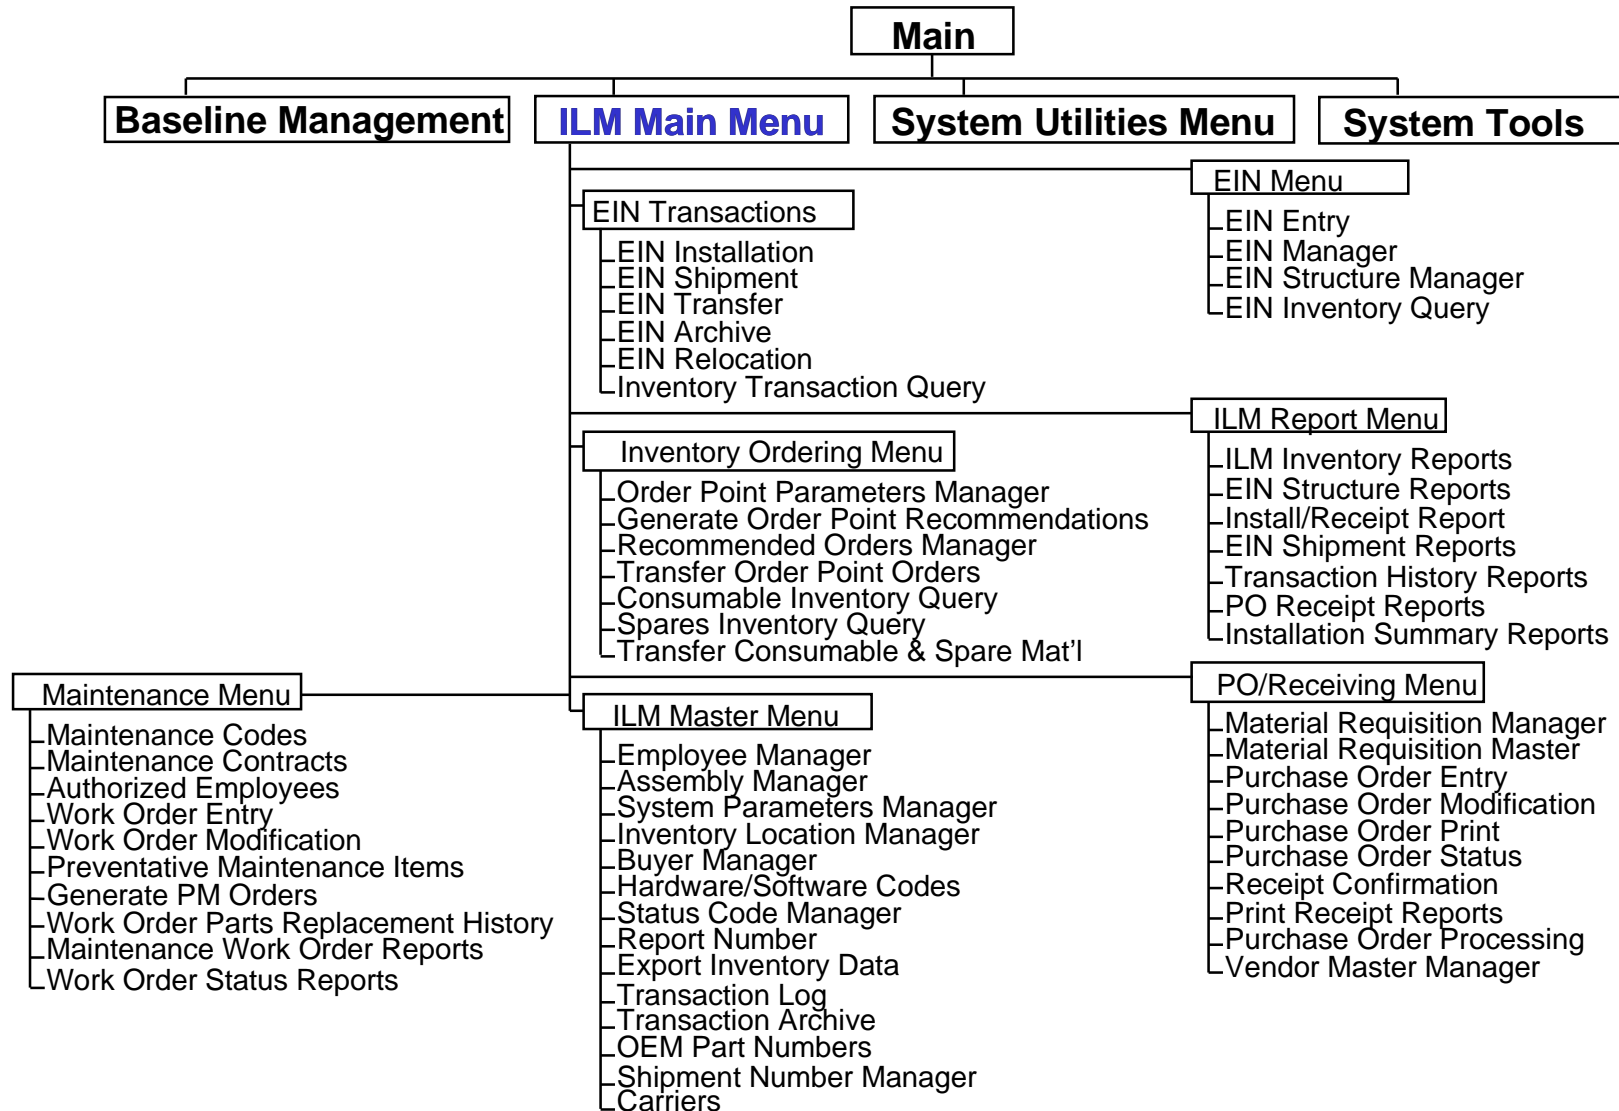 Main
Baseline Management
ILM Main Menu
System Utilities Menu
System Tools
EIN Menu
EIN Entry
EIN Manager
EIN Structure Manager
EIN Inventory Query
EIN Transactions
EIN Installation
EIN Shipment
EIN Transfer
EIN Archive
EIN Relocation
Inventory Transaction Query
ILM Report Menu
ILM Inventory Reports
EIN Structure Reports
Install/Receipt Report
EIN Shipment Reports
Transaction History Reports
PO Receipt Reports
Installation Summary Reports
Inventory Ordering Menu
Order Point Parameters Manager
Generate Order Point Recommendations
Recommended Orders Manager
Transfer Order Point Orders
Consumable Inventory Query
Spares Inventory Query
Transfer Consumable & Spare Mat’l
Maintenance Menu
Maintenance Codes
Maintenance Contracts
Authorized Employees
Work Order Entry
Work Order Modification
Preventative Maintenance Items
Generate PM Orders
Work Order Parts Replacement History
Maintenance Work Order Reports
Work Order Status Reports
ILM Master Menu
Employee Manager
Assembly Manager
System Parameters Manager
Inventory Location Manager
Buyer Manager
Hardware/Software Codes
Status Code Manager
Report Number
Export Inventory Data
Transaction Log
Transaction Archive
OEM Part Numbers
Shipment Number Manager
Carriers
PO/Receiving Menu
Material Requisition Manager
Material Requisition Master
Purchase Order Entry
Purchase Order Modification
Purchase Order Print
Purchase Order Status
Receipt Confirmation
Print Receipt Reports
Purchase Order Processing
Vendor Master Manager